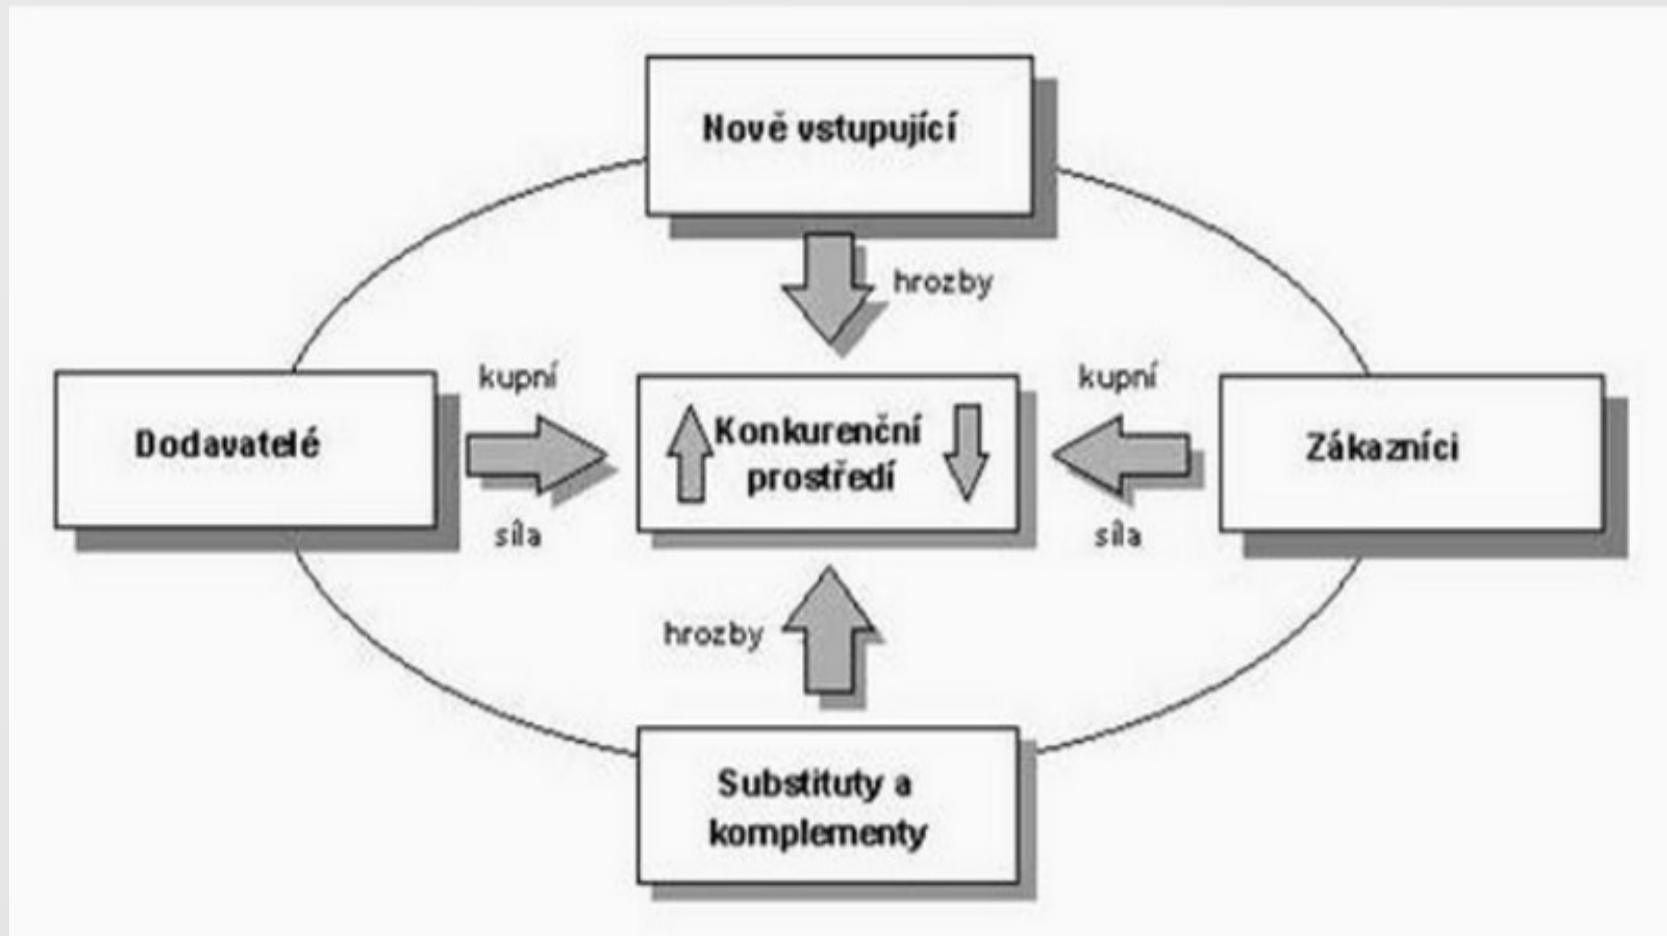 Nově vstupující
hrozby
kupní
kupní
Dodavatelé
Konkurenční
prostředí
Zákazníci
síla
síla
hrozby
Substituty a
komplementy